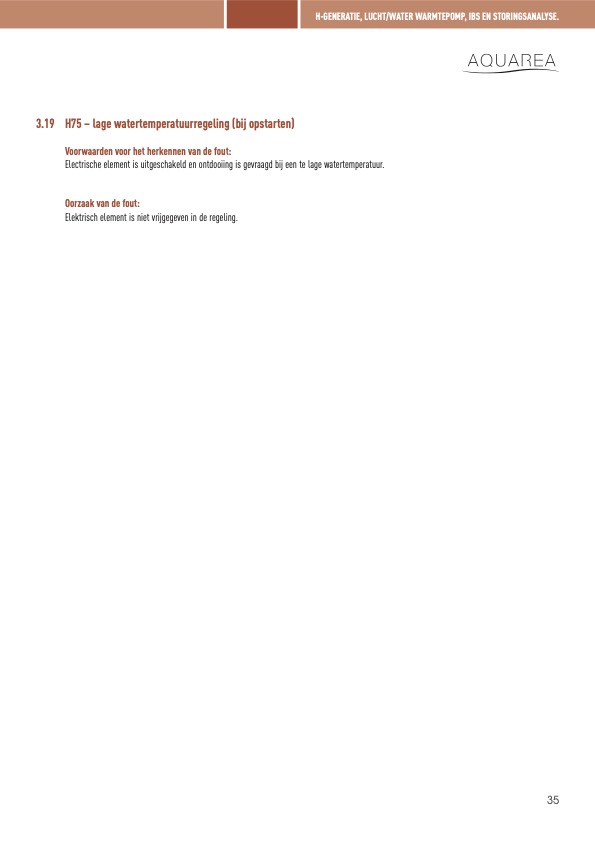 H-GENERATIE, LUCHT/WATER WARMTEPOMP, IBS EN STORINGSANALYSE.
AQUAREA
3.19 H75 – lage watertemperatuurregeling (bij opstarten)
Voorwaarden voor het herkennen van de fout:
Electrische element is uitgeschakeld en ontdooiing is gevraagd bij een te lage watertemperatuur.
Oorzaak van de fout:
Elektrisch element is niet vrijgegeven in de regeling.
35